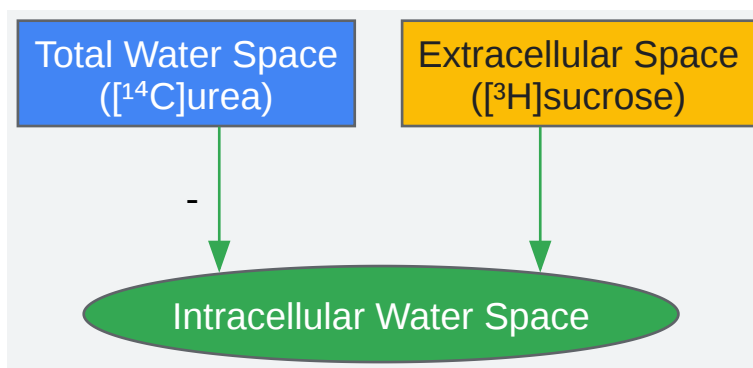 Total Water Space
([¹⁴C]urea)
Extracellular Space
([³H]sucrose)
-
Intracellular Water Space